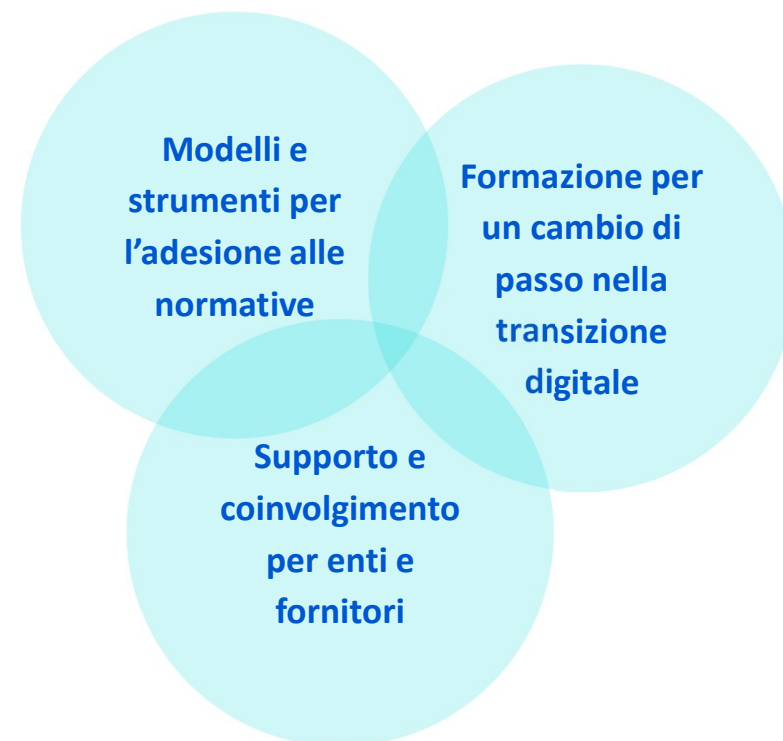 Modelli e
strumenti per
l’adesione alle
normative
Formazione per
un cambio di
passo nella
transizione
digitale
Supporto e
coinvolgimento
per enti e
fornitori